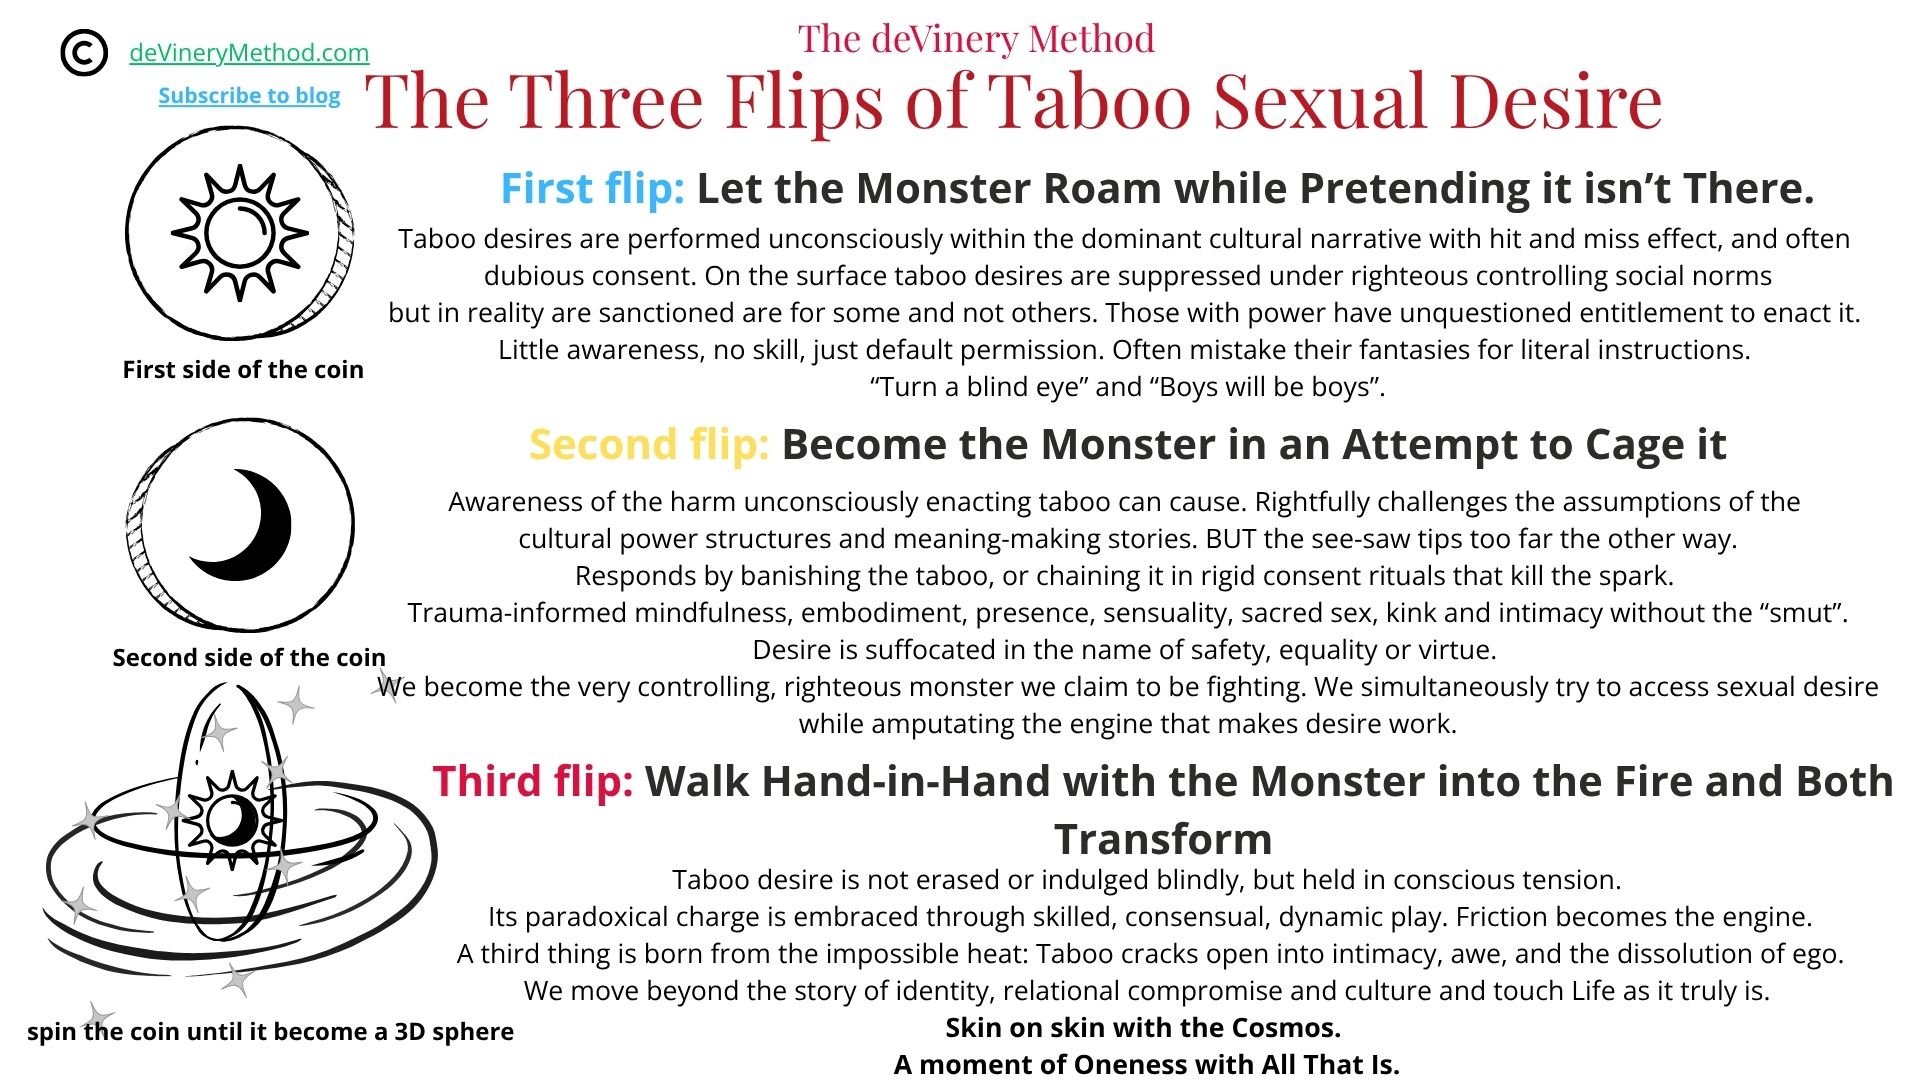 ©
deVineryMethod.com
Subscribe to blog
The deVinery Method
The Three Flips of Taboo Sexual Desire
First flip: Let the Monster Roam while Pretending it isn’t There.
Taboo desires are performed unconsciously within the dominant cultural narrative with hit and miss effect, and often
dubious consent. On the surface taboo desires are suppressed under righteous controlling social norms
but in reality are sanctioned are for some and not others. Those with power have unquestioned entitlement to enact it.
Little awareness, no skill, just default permission. Often mistake their fantasies for literal instructions.
“Turn a blind eye” and “Boys will be boys”.
First side of the coin
Second flip: Become the Monster in an Attempt to Cage it
Awareness of the harm unconsciously enacting taboo can cause. Rightfully challenges the assumptions of the
cultural power structures and meaning-making stories. BUT the see-saw tips too far the other way.
Responds by banishing the taboo, or chaining it in rigid consent rituals that kill the spark.
Trauma-informed mindfulness, embodiment, presence, sensuality, sacred sex, kink and intimacy without the “smut”.
Desire is suffocated in the name of safety, equality or virtue.
We become the very controlling, righteous monster we claim to be fighting. We simultaneously try to access sexual desire
while amputating the engine that makes desire work.
Second side of the coin
Third flip: Walk Hand-in-Hand with the Monster into the Fire and Both
Transform
Taboo desire is not erased or indulged blindly, but held in conscious tension.
Its paradoxical charge is embraced through skilled, consensual, dynamic play. Friction becomes the engine.
A third thing is born from the impossible heat: Taboo cracks open into intimacy, awe, and the dissolution of ego.
We move beyond the story of identity, relational compromise and culture and touch Life as it truly is.
Skin on skin with the Cosmos.
A moment of Oneness with All That Is.
spin the coin until it become a 3D sphere